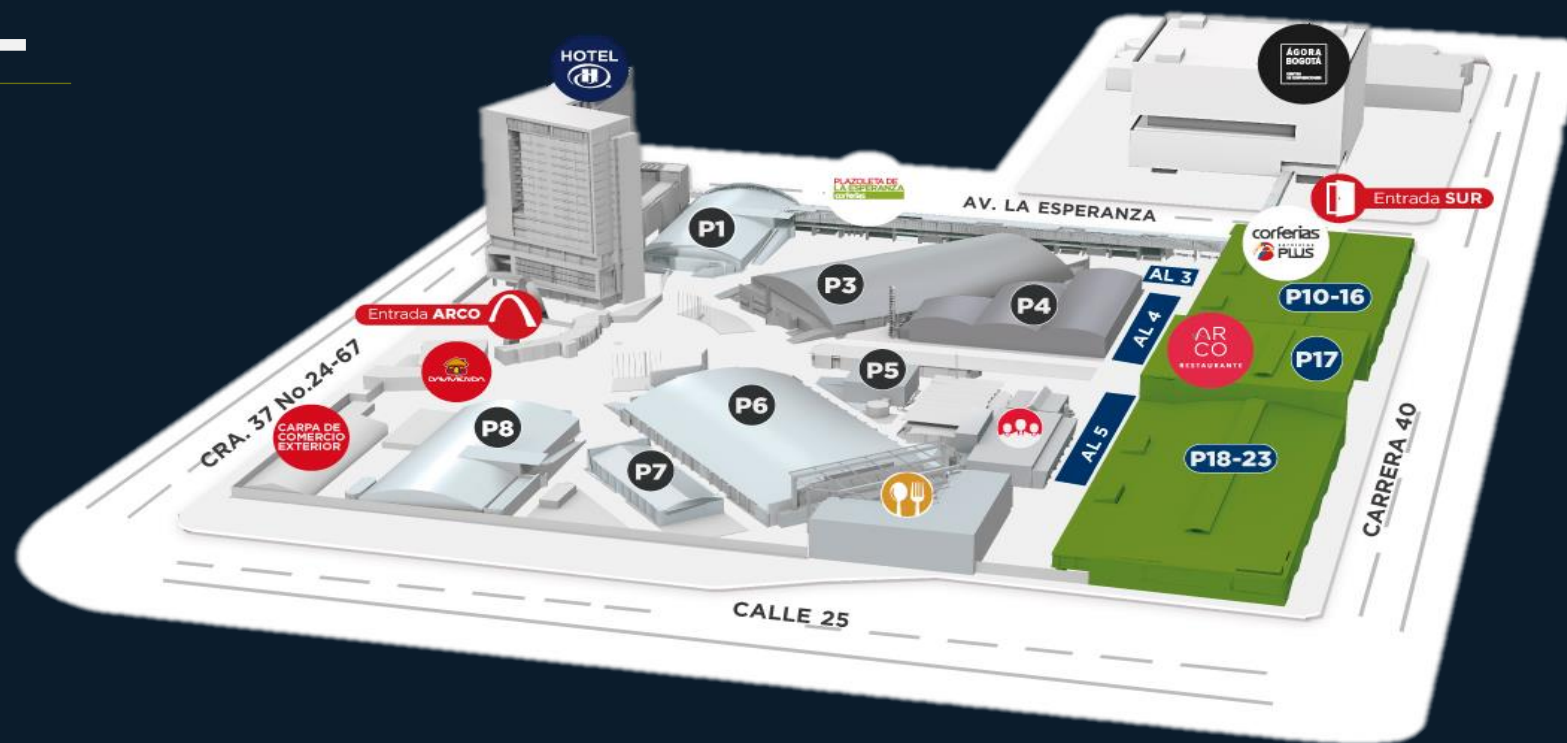 HOTEL
H
ÁGORA
BOGOTÁ
PLAZOLETA DE
LA ESPERANZA
corferias
AV. LA ESPERANZA
Entrada SUR
corferias
PLUS
P1
P3
P4
AL 3
AL 4
P10-16
P17
AR
CO
RESTAURANTE
Entrada ARCO
DAVIVIENDA
P5
P6
P8
P7
AL 5
P18-23
CARPA DE
COMERCIO
EXTERIOR
CRA. 37 No.24-67
CARRERA 40
CALLE 25